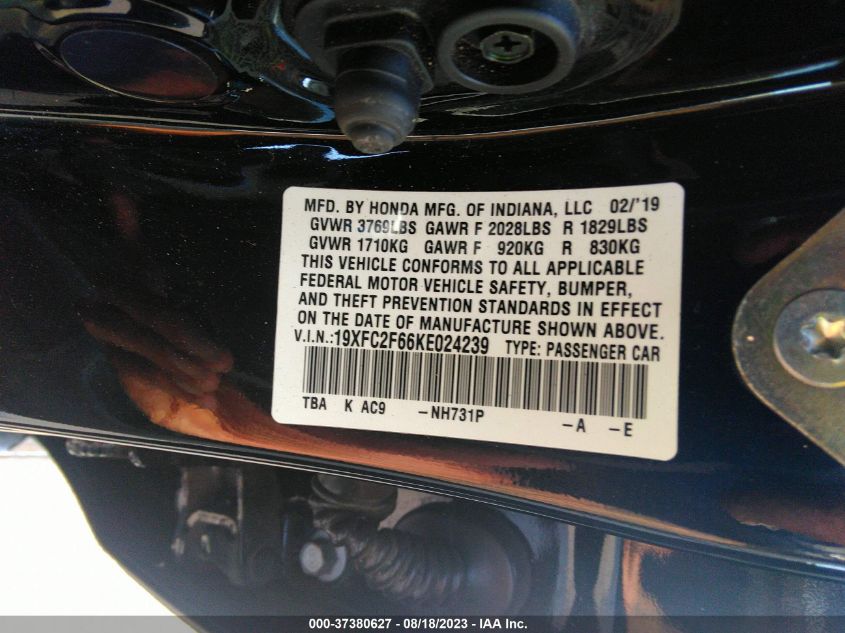 MFD. BY HONDA MFG. OF INDIANA, LLC 02/'19
GVWR 3769LBS GAWR F 2028LBS R 1829LBS
GVWR 1710KG GAWR F 920KG R 830KG
THIS VEHICLE CONFORMS TO ALL APPLICABLE
FEDERAL MOTOR VEHICLE SAFETY, BUMPER,
AND THEFT PREVENTION STANDARDS IN EFFECT
ON THE DATE OF MANUFACTURE SHOWN ABOVE.
V.I.N.:19XFC2F66KE024239 TYPE: PASSENGER CAR
TBA K AC9 -NH731P -A -E
000-37380627 - 08/18/2023 - IAA Inc.